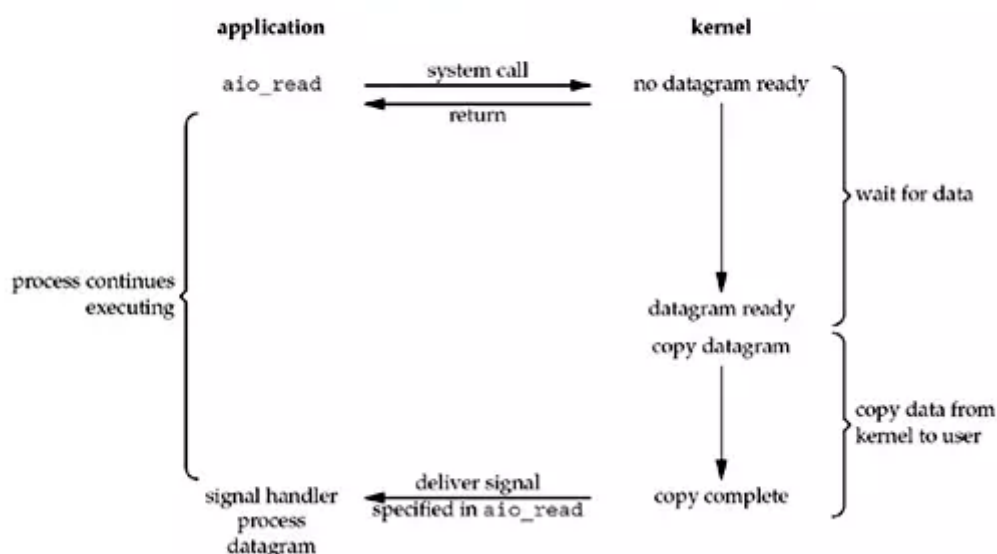 application
kernel
aio_read
system call
no datagram ready
return
wait for data
process continues
executing
datagram ready
copy datagram
copy data from
kernel to user
deliver signal
signal handler
specified in aio_read
copy complete
process
datagram